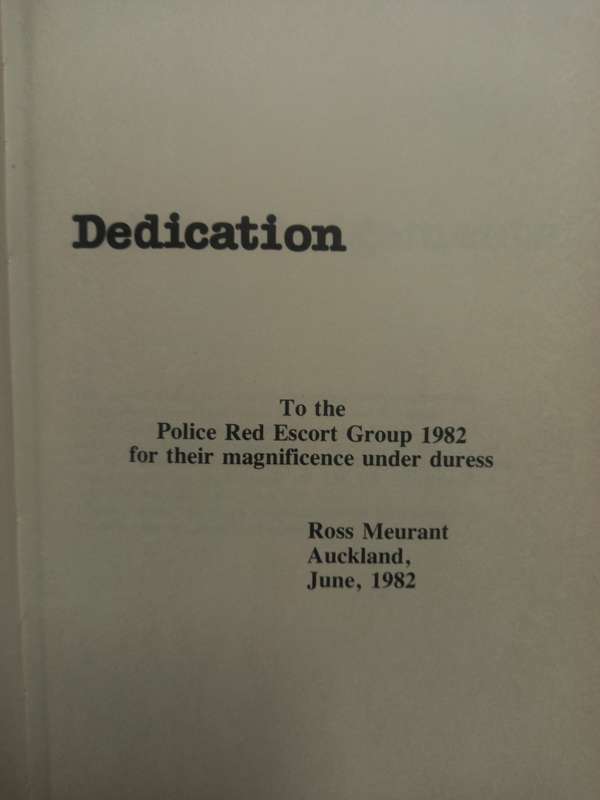 Dedication
To the
Police Red Escort Group 1982
for their magnificence under duress
Ross Meurant
Auckland,
June, 1982